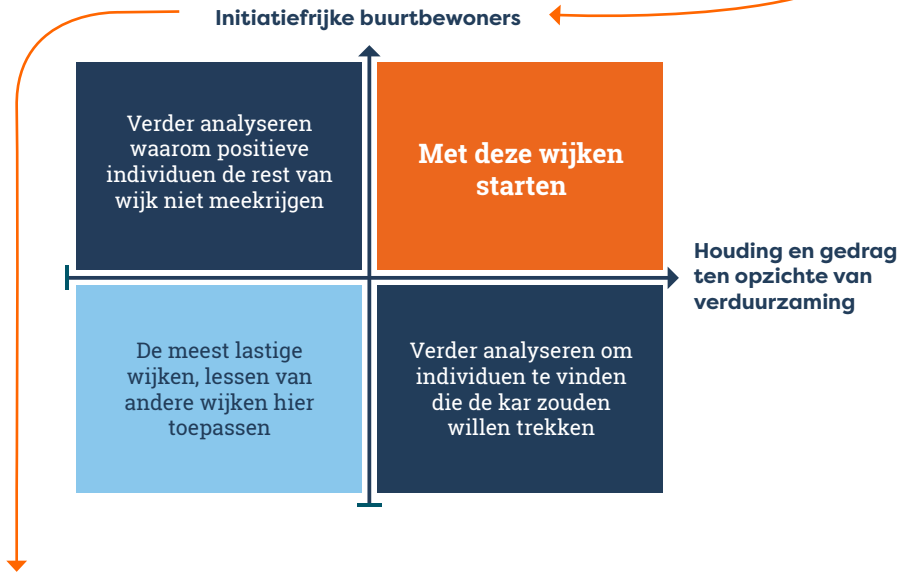 Initiatiefrijke buurtbewoners
Verder analyseren
waarom positieve
individuen de rest van
wijk niet meekrijgen
Met deze wijken
starten
Houding en gedrag
ten opzichte van
verduurzaming
De meest lastige
wijken, lessen van
andere wijken hier
toepassen
Verder analyseren om
individuen te vinden
die de kar zouden
willen trekken